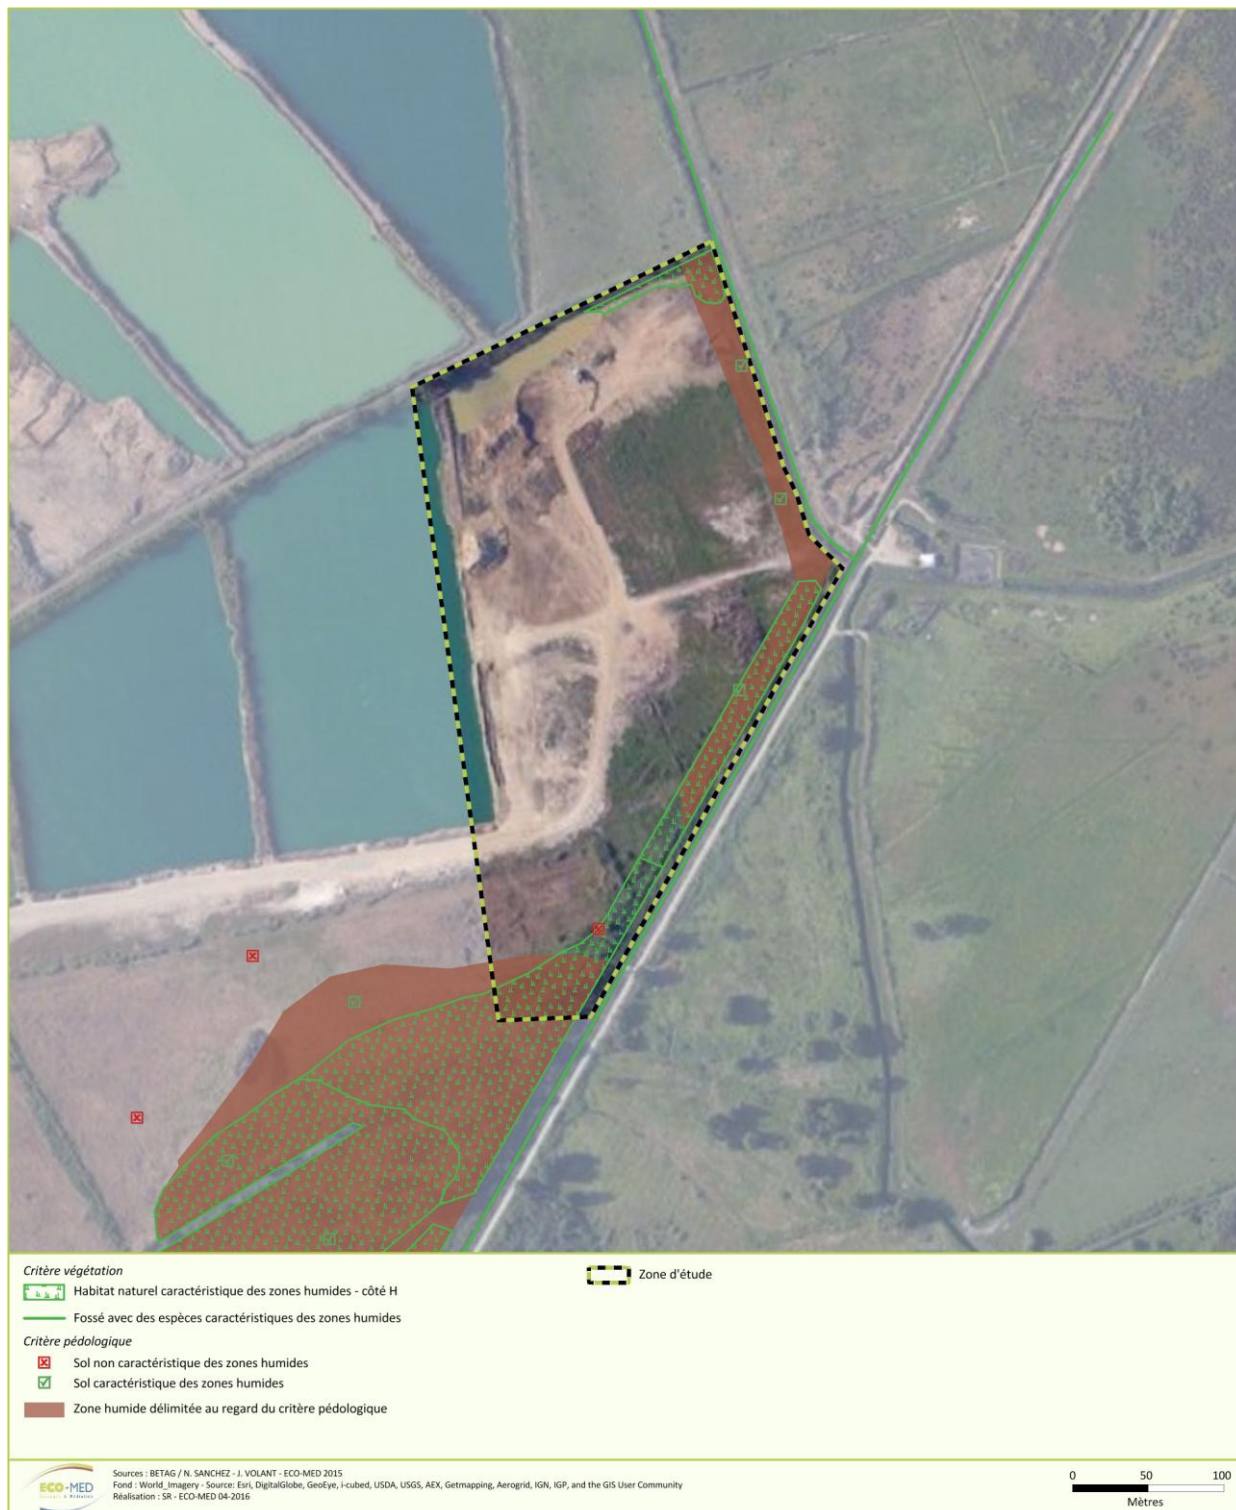 Critère végétation
Habitat naturel caractéristique des zones humides - côté H
Fossé avec des espèces caractéristiques des zones humides
Critère pédologique
Sol non caractéristique des zones humides
Sol caractéristique des zones humides
Zone humide délimitée au regard du critère pédologique
Zone d'étude
ECO-MED
Sources : BETAG / N. SANCHEZ - J. VOLANT - ECO-MED 2015
Fond : World_Imagery - Source: Esri, DigitalGlobe, GeoEye, i-cubed, USDA, USGS, AEX, Getmapping, Aerogrid, IGN, IGP, and the GIS User Community
Réalisation : SR - ECO-MED 04-2016
0 50 100
Mètres